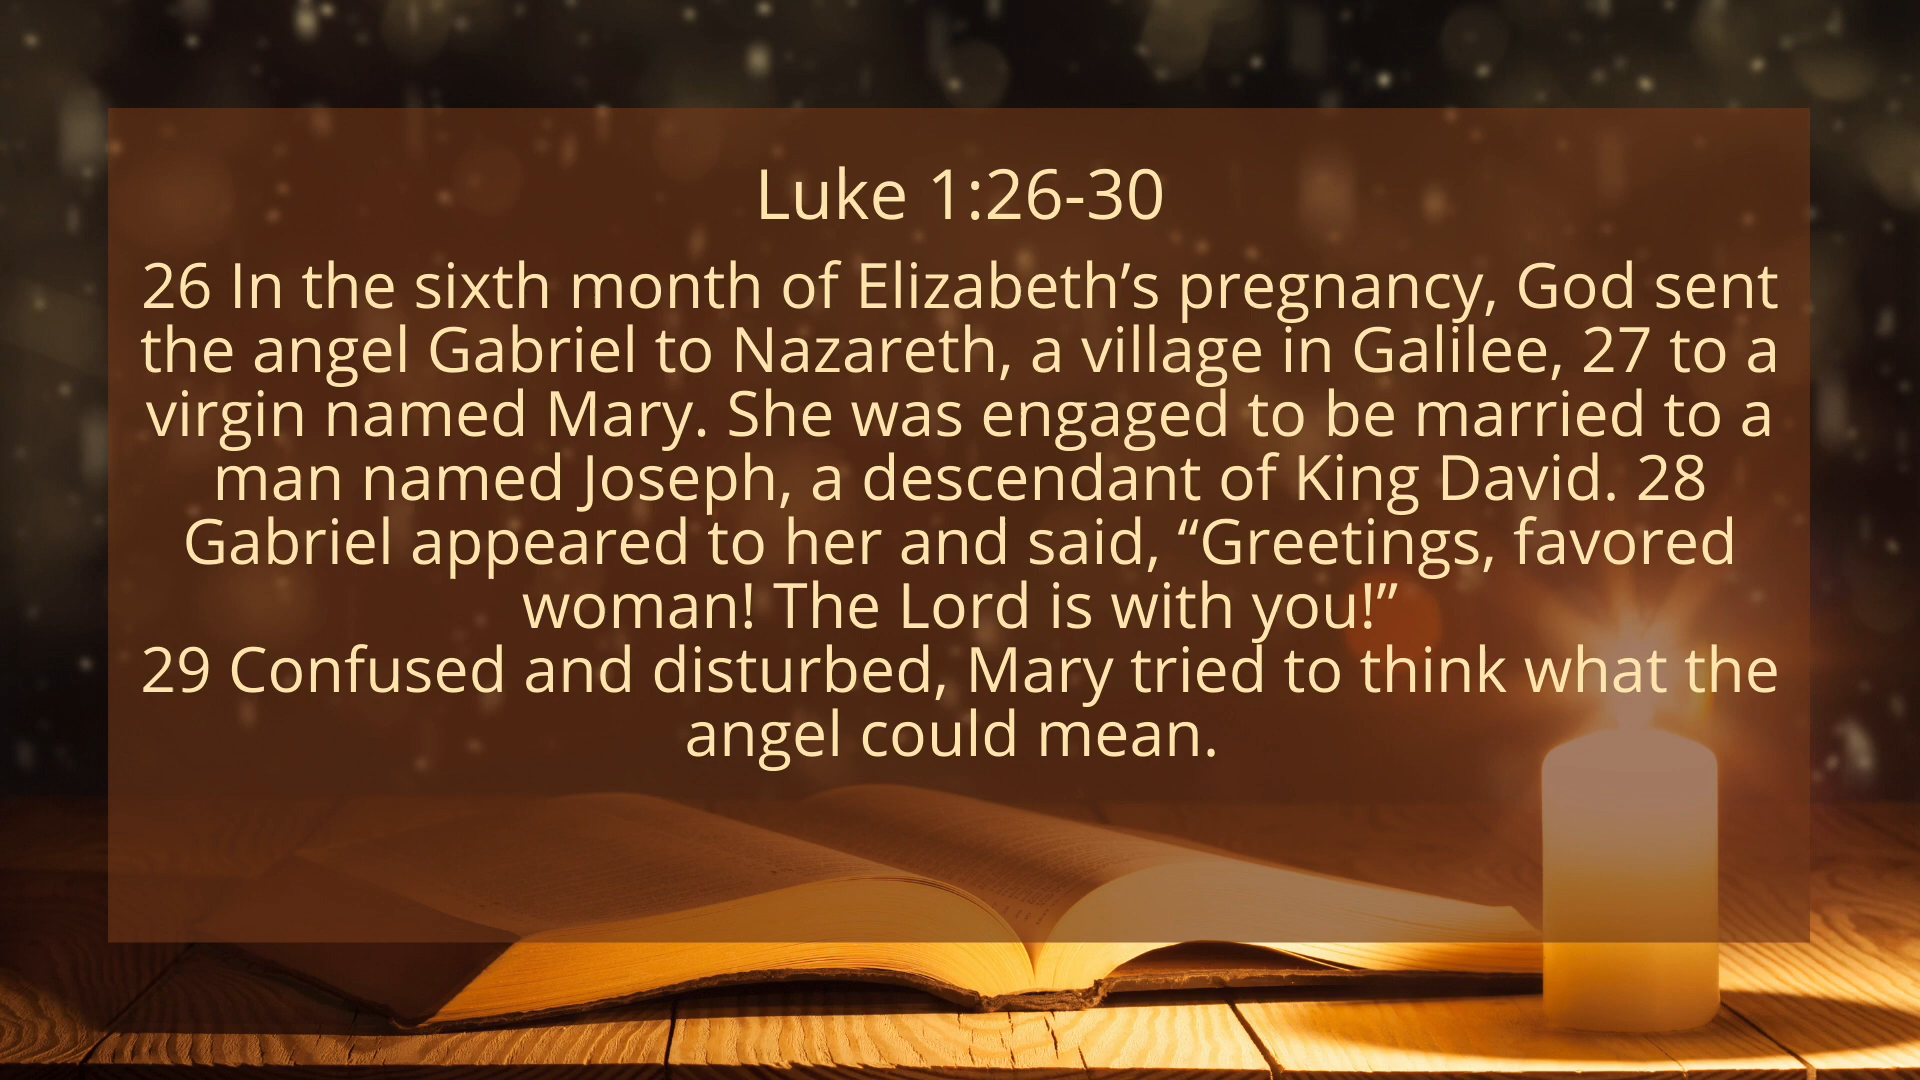 Luke 1:26-30
26 In the sixth month of Elizabeth’s pregnancy, God sent
the angel Gabriel to Nazareth, a village in Galilee, 27 to a
virgin named Mary. She was engaged to be married to a
man named Joseph, a descendant of King David. 28
Gabriel appeared to her and said, “Greetings, favored
woman! The Lord is with you!”
29 Confused and disturbed, Mary tried to think what the
angel could mean.